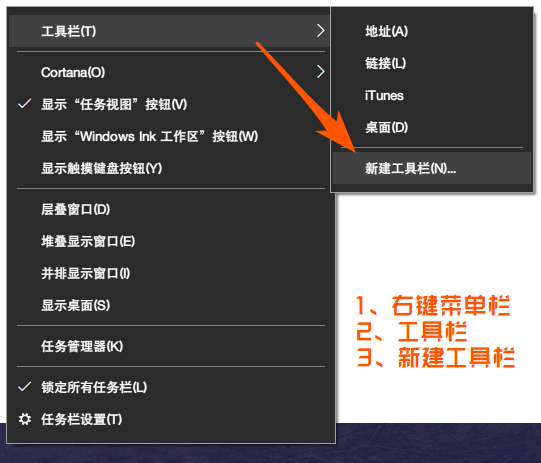 工具栏(T)
Cortana(O)
显示“任务视图”按钮(V)
显示“Windows Ink 工作区”按钮(W)
显示触摸键盘按钮(Y)
层叠窗口(D)
堆叠显示窗口(E)
并排显示窗口(I)
显示桌面(S)
任务管理器(K)
锁定所有任务栏(L)
任务栏设置(T)
地址(A)
链接(L)
iTunes
桌面(D)
新建工具栏(N)...
1、右键菜单栏
2、工具栏
3、新建工具栏